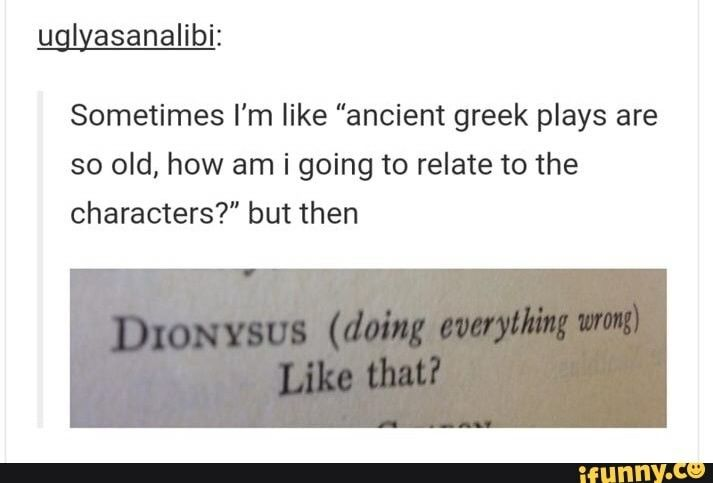 uglyasanalibi:
Sometimes I'm like “ancient greek plays are
so old, how am i going to relate to the
characters?” but then
DIONYSUS (doing everything wrong)
Like that?
ifunny.co